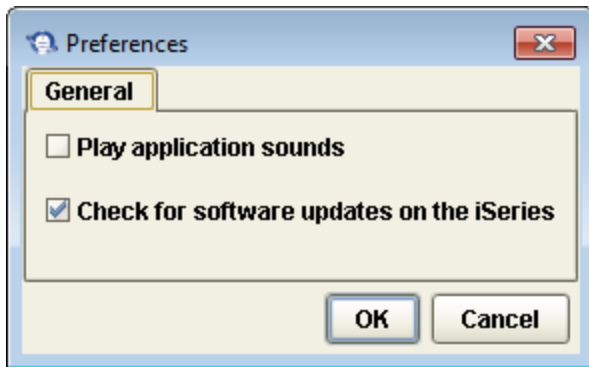 Preferences
General
Play application sounds
Check for software updates on the iSeries
OK Cancel